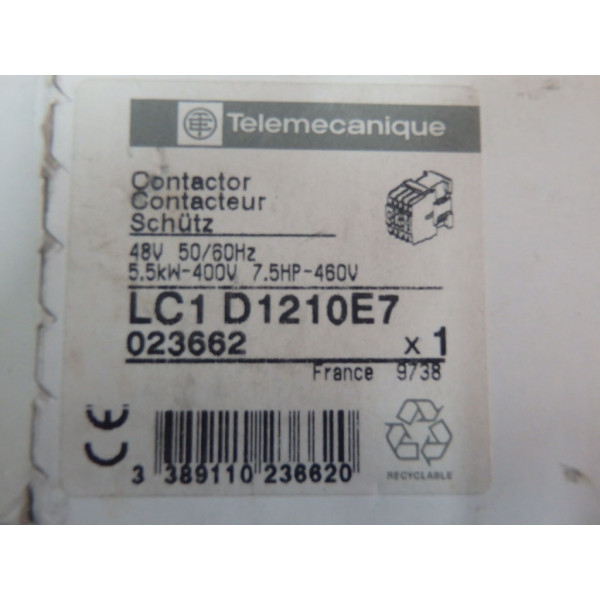 Telemecanique
Contactor
Contacteur
Schütz
48V 50/60Hz
5.5kW-400V 7.5HP-460V
LC1 D1210E7
023662 x 1
France 9738
CE
3 389110 236620
RECYCLABLE